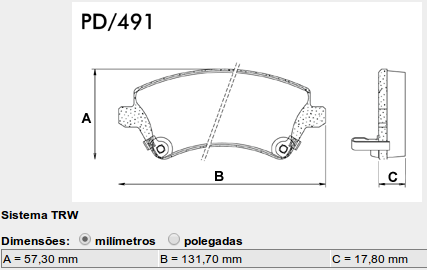 PD/491
A
B
C
Sistema TRW
Dimensões: milímetros polegadas
A = 57,30 mm B = 131,70 mm C = 17,80 mm